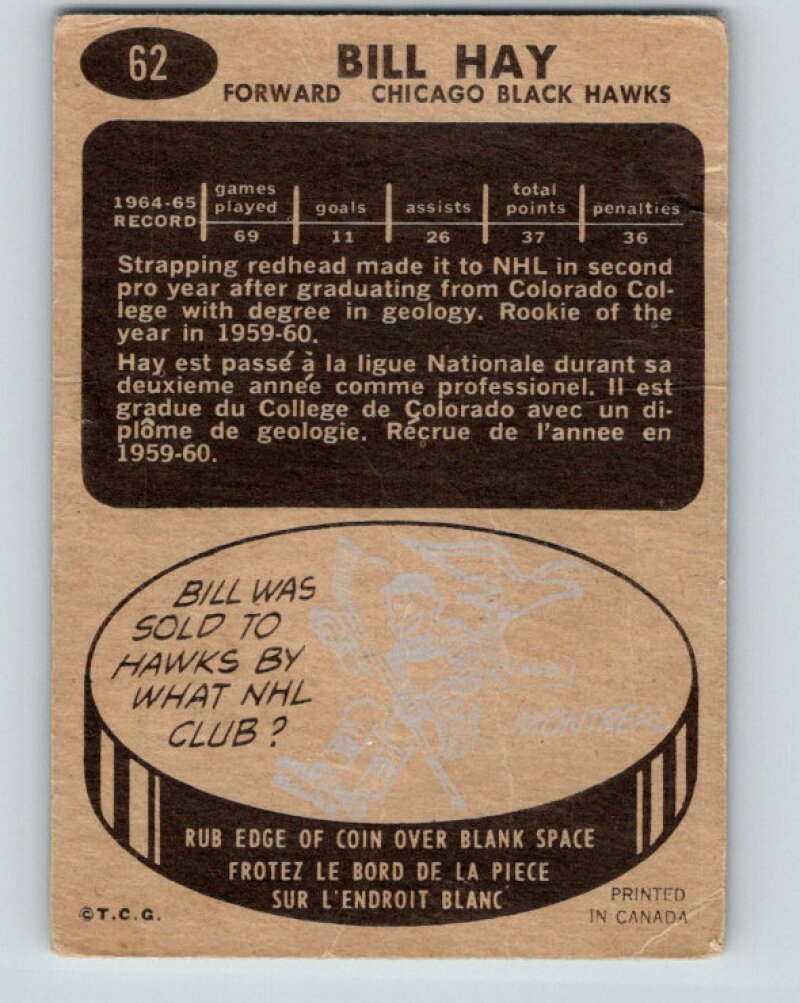 62
BILL HAY
FORWARD CHICAGO BLACK HAWKS
1964-65 RECORD
games played goals assists total points penalties
69 11 26 37 36
Strapping redhead made it to NHL in second
pro year after graduating from Colorado Col-
lege with degree in geology. Rookie of the
year in 1959-60.
Hay est passé à la ligue Nationale durant sa
deuxieme année comme professionel. Il est
gradue du College de Colorado avec un di-
plôme de geologie. Récrue de l'annee en
1959-60.
BILL WAS
SOLD TO
HAWKS BY
WHAT NHL
CLUB?
MONTREAL
RUB EDGE OF COIN OVER BLANK SPACE
FROTEZ LE BORD DE LA PIECE
SUR L'ENDROIT BLANC
©T.C.G.
PRINTED
IN CANADA